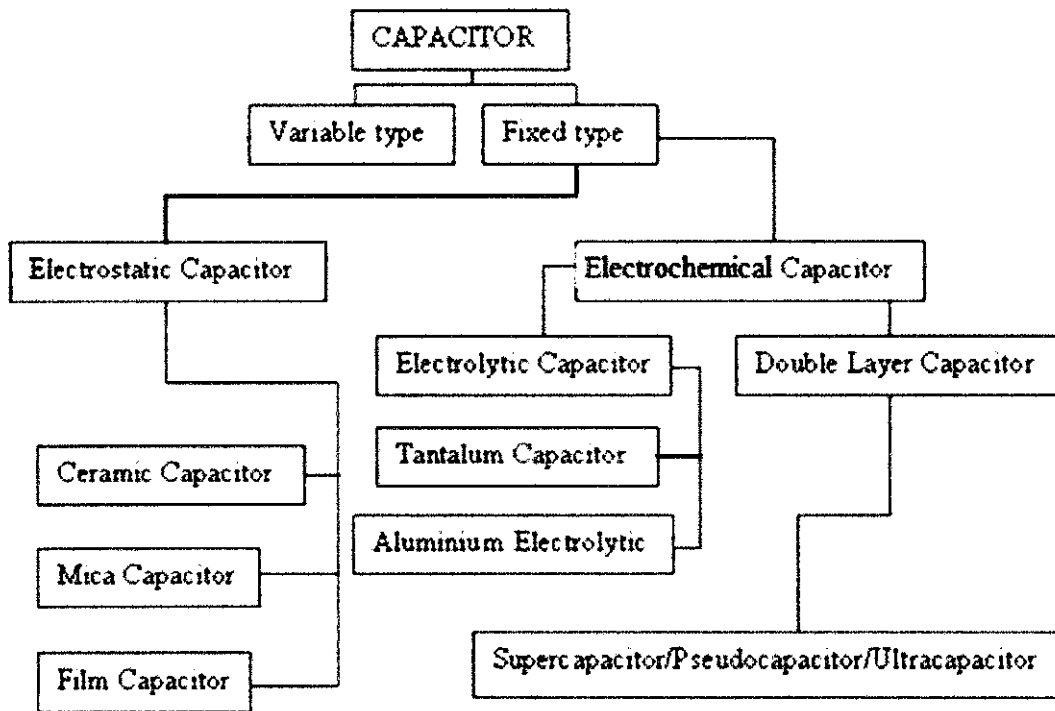 CAPACITOR
Variable type
Fixed type
Electrostatic Capacitor
Electrochemical Capacitor
Electrolytic Capacitor
Double Layer Capacitor
Ceramic Capacitor
Tantalum Capacitor
Aluminium Electrolytic
Mica Capacitor
Film Capacitor
Supercapacitor/Pseudocapacitor/Ultracapacitor